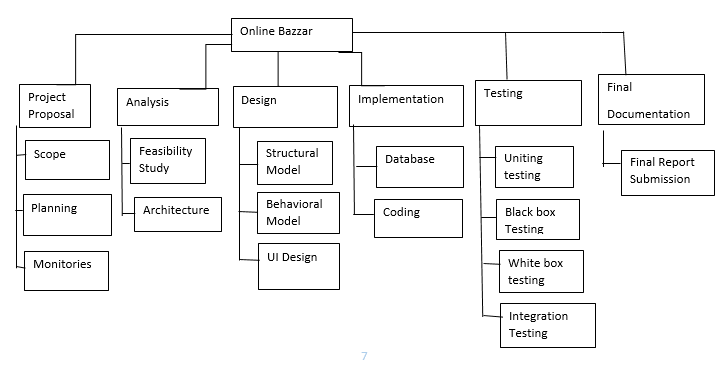 Online Bazzar
Project
Proposal
Scope
Planning
Monitories
Analysis
Feasibility
Study
Architecture
Design
Structural
Model
Behavioral
Model
UI Design
Implementation
Database
Coding
Testing
Uniting
testing
Black box
Testing
White box
testing
Integration
Testing
Final
Documentation
Final Report
Submission
7